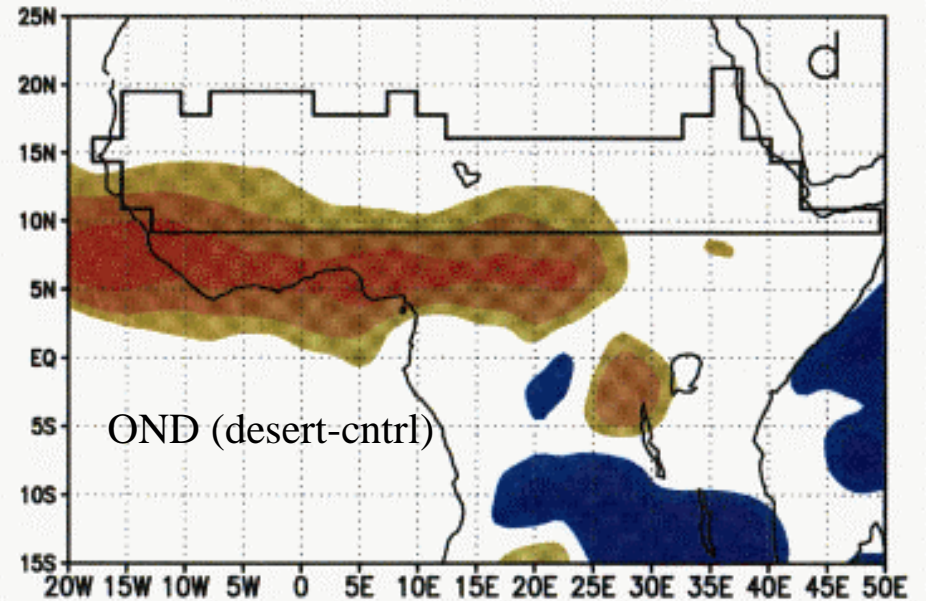 25N
d
20N
15N
10N
5N
EQ
5S
OND (desert-cntrl)
10S
15S
20W 15W 10W 5W 0 5E 10E 15E 20E 25E 30E 35E 40E 45E 50E